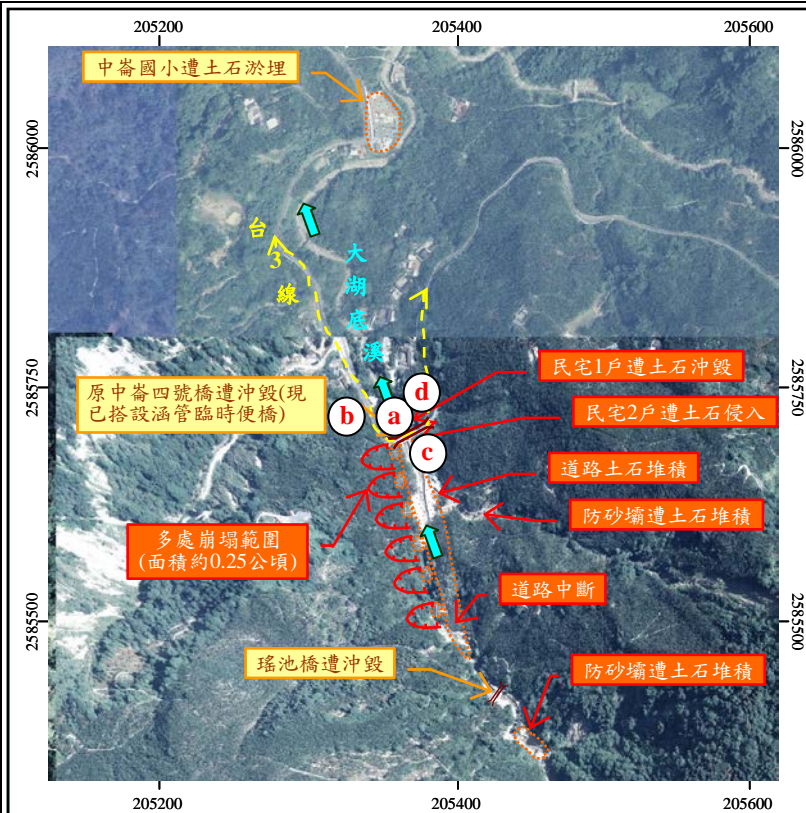 205200
205400
205600
中崙國小遭土石淤埋
2586000
2586000
台
3
線
大
湖
底
溪
2585750
2585750
原中崙四號橋遭沖毀(現
已搭設涵管臨時便橋)
民宅1戶遭土石沖毀
民宅2戶遭土石侵入
b
a
d
c
道路土石堆積
防砂壩遭土石堆積
多處崩塌範圍
(面積約0.25公頃)
道路中斷
2585500
2585500
瑤池橋遭沖毀
防砂壩遭土石堆積
205200
205400
205600